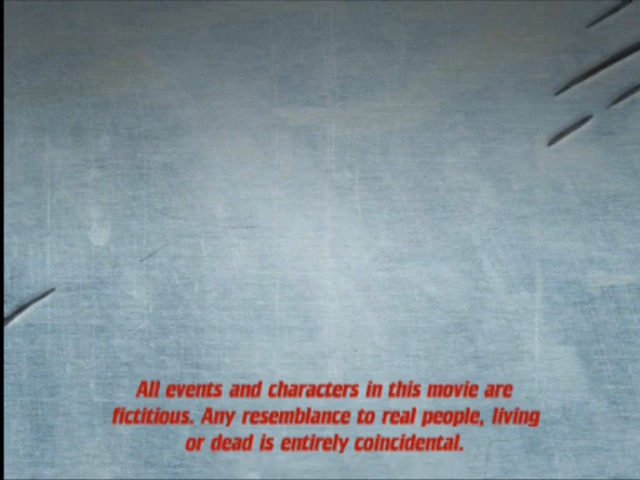 All events and characters in this movie are
fictitious. Any resemblance to real people, living
or dead is entirely coincidental.